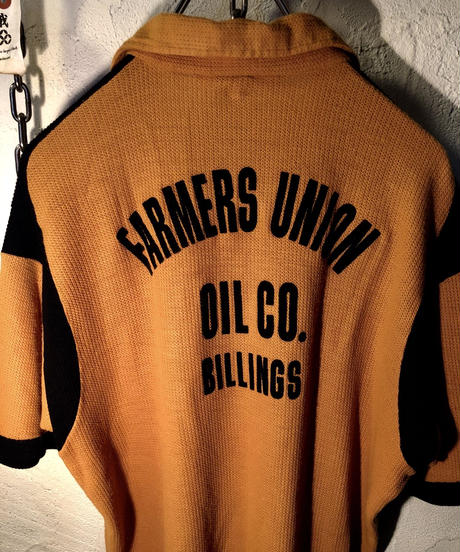 FARMERS UNION
OIL CO.
BILLINGS